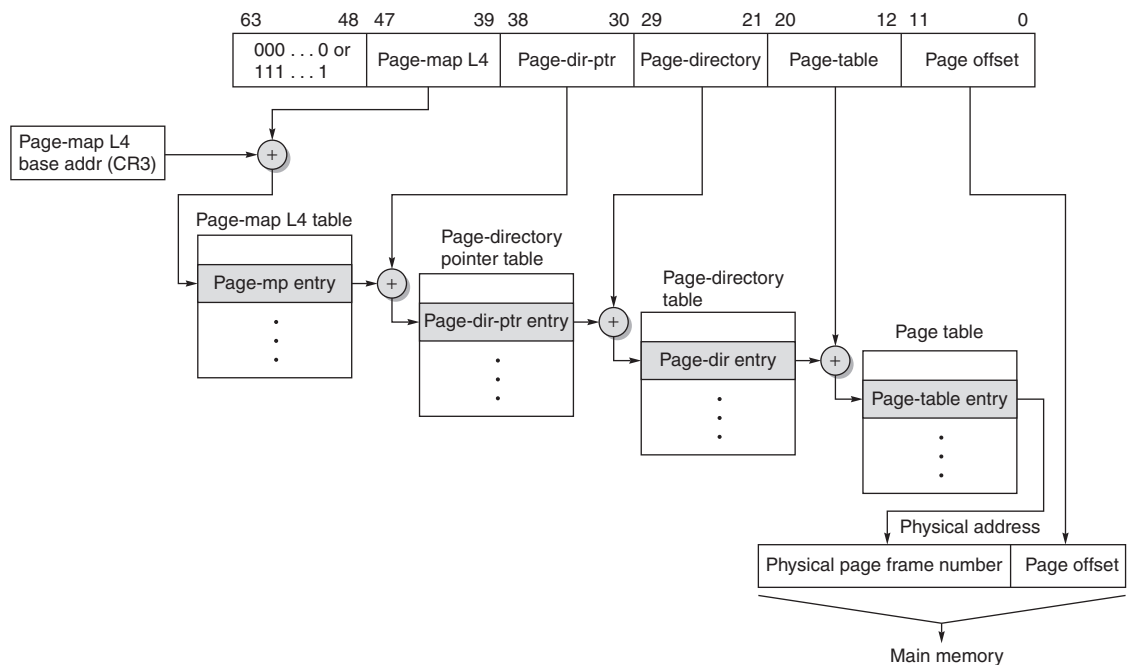 63 48 47 39 38 30 29 21 20 12 11 0
000 . . . 0 or
111 . . . 1
Page-map L4
Page-dir-ptr
Page-directory
Page-table
Page offset
Page-map L4
base addr (CR3)
+
Page-map L4 table
Page-mp entry
+
Page-directory
pointer table
Page-dir-ptr entry
+
Page-directory
table
Page-dir entry
+
Page table
Page-table entry
Physical address
Physical page frame number
Page offset
Main memory